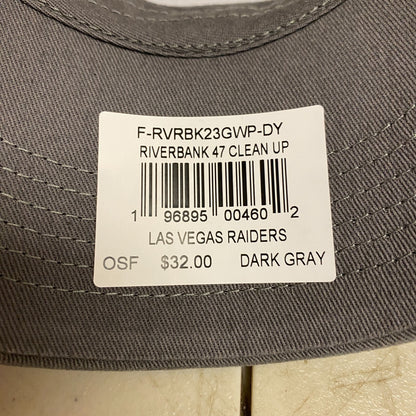 F-RVRBK23GWP-DY
RIVERBANK 47 CLEAN UP
1 96895 00460 2
LAS VEGAS RAIDERS
OSF $32.00 DARK GRAY